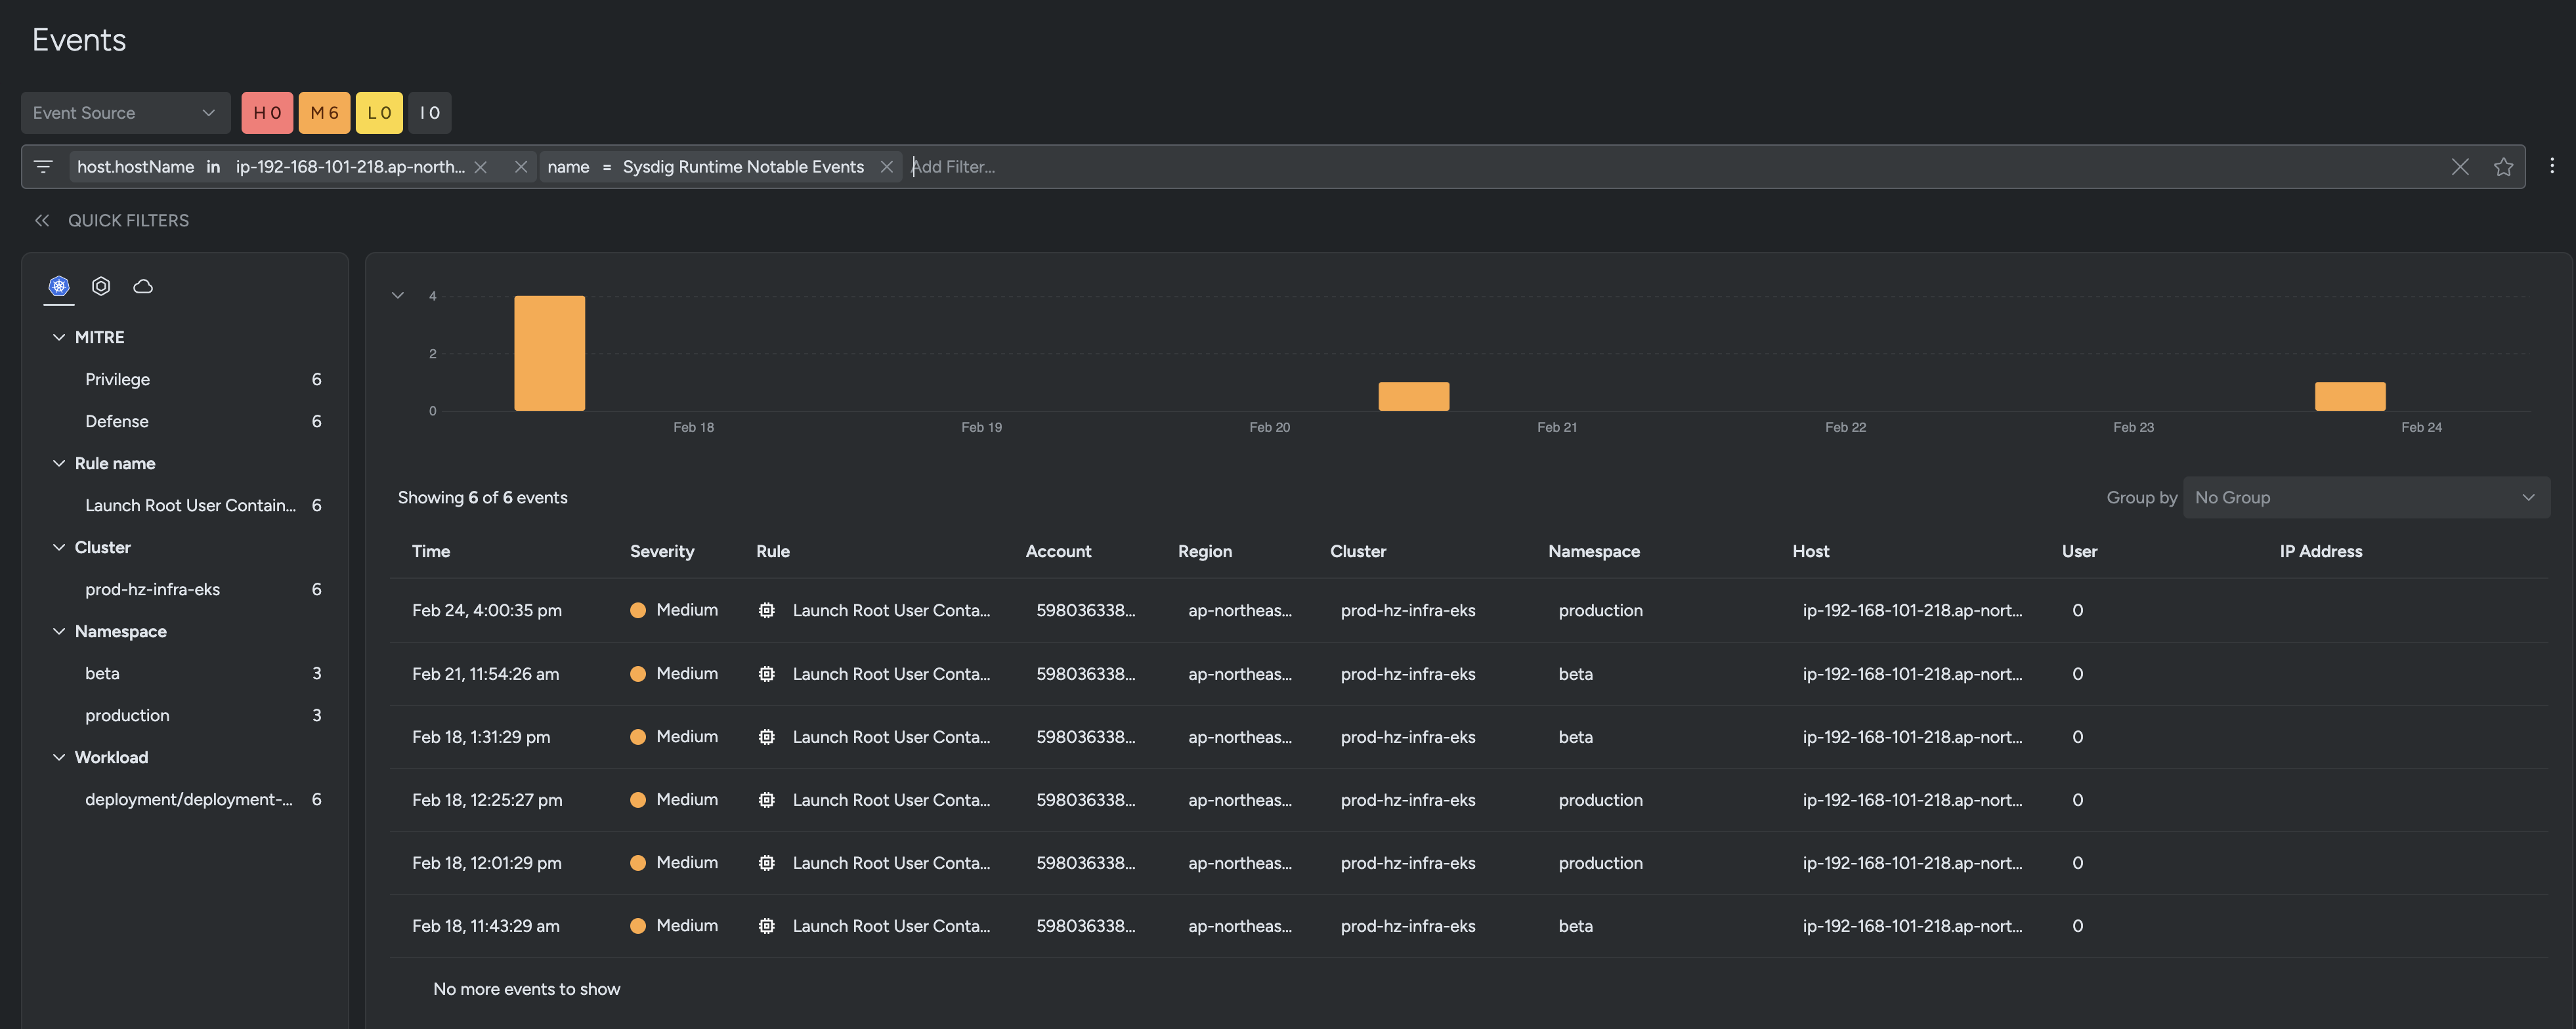 Events
Event Source H 0 M 6 L 0 I 0
host.hostName in ip-192-168-101-218.ap-north... name = Sysdig Runtime Notable Events Add Filter...
QUICK FILTERS
MITRE
Privilege 6
Defense 6
Rule name
Launch Root User Contain... 6
Cluster
prod-hz-infra-eks 6
Namespace
beta 3
production 3
Workload
deployment/deployment-... 6
4
2
0
Feb 18 Feb 19 Feb 20 Feb 21 Feb 22 Feb 23 Feb 24
Showing 6 of 6 events Group by No Group
Time Severity Rule Account Region Cluster Namespace Host User IP Address
Feb 24, 4:00:35 pm Medium Launch Root User Conta... 598036338... ap-northeas... prod-hz-infra-eks production ip-192-168-101-218.ap-nort... 0
Feb 21, 11:54:26 am Medium Launch Root User Conta... 598036338... ap-northeas... prod-hz-infra-eks beta ip-192-168-101-218.ap-nort... 0
Feb 18, 1:31:29 pm Medium Launch Root User Conta... 598036338... ap-northeas... prod-hz-infra-eks beta ip-192-168-101-218.ap-nort... 0
Feb 18, 12:25:27 pm Medium Launch Root User Conta... 598036338... ap-northeas... prod-hz-infra-eks production ip-192-168-101-218.ap-nort... 0
Feb 18, 12:01:29 pm Medium Launch Root User Conta... 598036338... ap-northeas... prod-hz-infra-eks production ip-192-168-101-218.ap-nort... 0
Feb 18, 11:43:29 am Medium Launch Root User Conta... 598036338... ap-northeas... prod-hz-infra-eks beta ip-192-168-101-218.ap-nort... 0
No more events to show